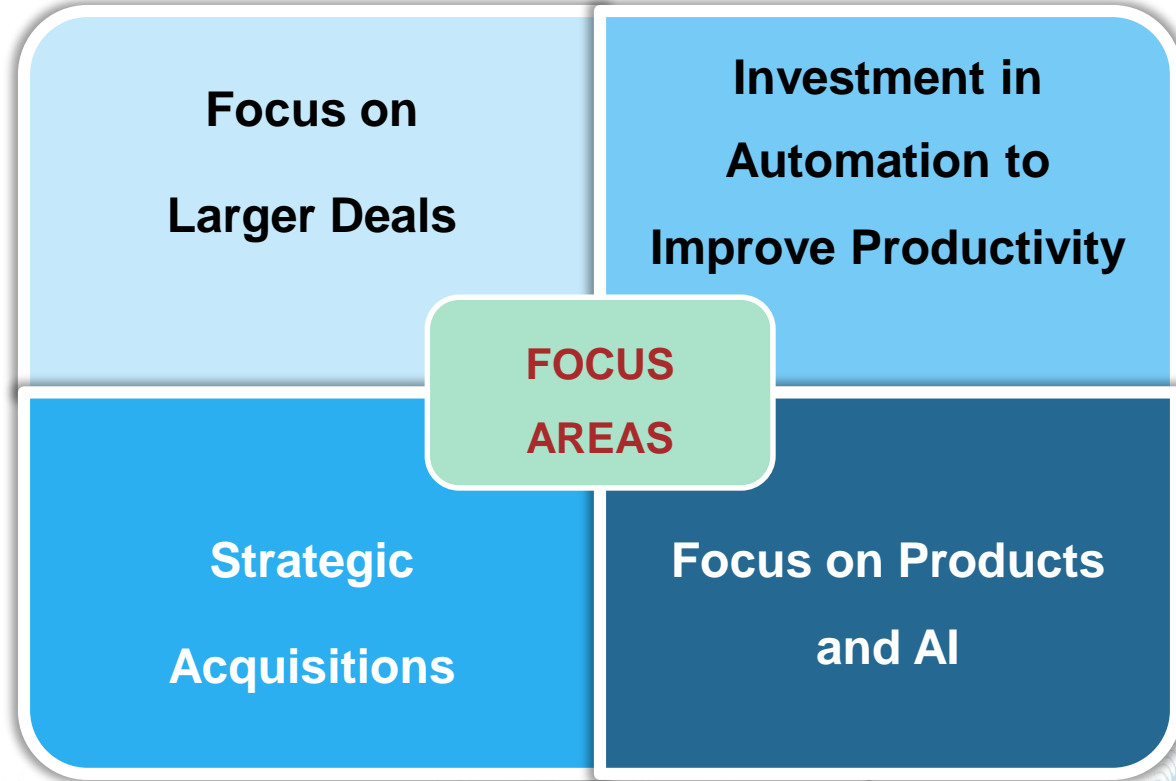 Focus on
Larger Deals
Investment in
Automation to
Improve Productivity
FOCUS
AREAS
Strategic
Acquisitions
Focus on Products
and AI